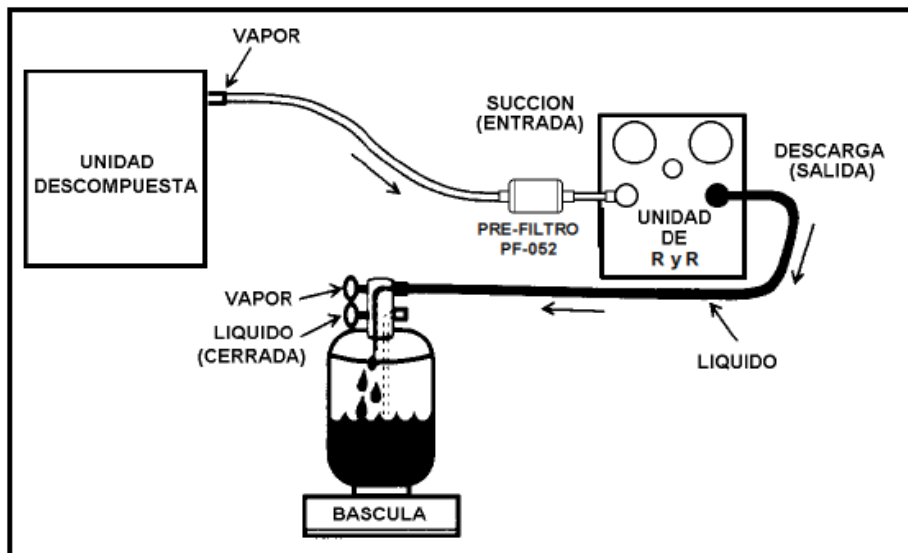 VAPOR
UNIDAD
DESCOMPUESTA
SUCCION
(ENTRADA)
PRE-FILTRO
PF-052
UNIDAD
DE
R y R
DESCARGA
(SALIDA)
VAPOR
LIQUIDO
(CERRADA)
LIQUIDO
BASCULA